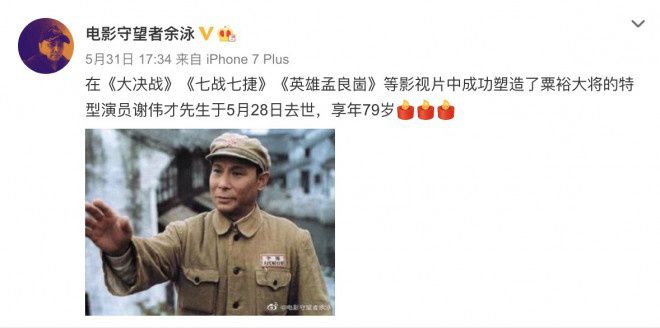 电影守望者余泳
5月31日 17:34 来自 iPhone 7 Plus
在《大决战》《七战七捷》《英雄孟良崮》等影视片中成功塑造了粟裕大将的特
型演员谢伟才先生于5月28日去世，享年79岁
@电影守望者余泳